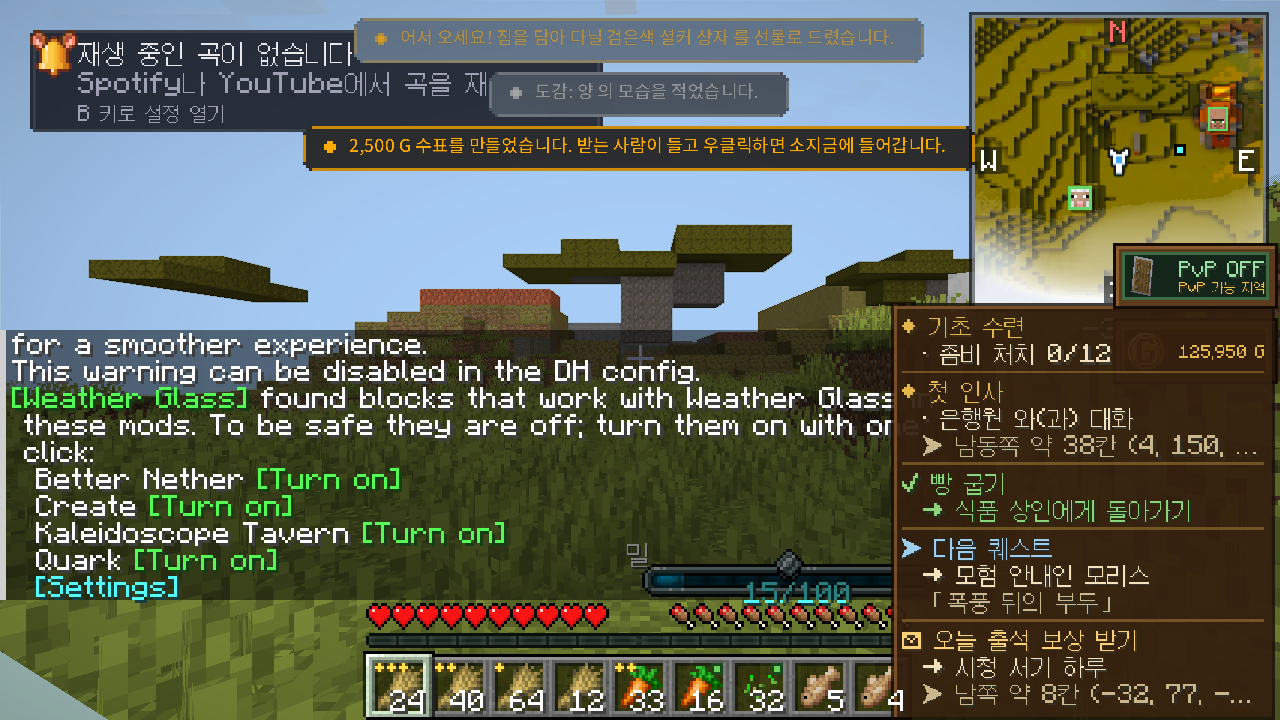 재생 중인 곡이 없습니다
Spotify나 YouTube에서 곡을 재
B 키로 설정 열기
어서 오세요! 짐을 담아 다닐 검은색 셜커 상자 를 선물로 드렸습니다.
도감: 양 의 모습을 적었습니다.
2,500 G 수표를 만들었습니다. 받는 사람이 들고 우클릭하면 소지금에 들어갑니다.
N
W
E
PvP OFF
PvP 가능 지역
기초 수련
· 좀비 처치 0/12
125,950 G
첫 인사
· 은행원 와(과) 대화
➤ 남동쪽 약 38칸 (4, 150, ...
✓ 빵 굽기
→ 식품 상인에게 돌아가기
➤ 다음 퀘스트
→ 모험 안내인 모리스
「폭풍 뒤의 부두」
오늘 출석 보상 받기
→ 시청 서기 하루
➤ 남쪽 약 8칸 (-32, 77, -...
for a smoother experience.
This warning can be disabled in the DH config.
[Weather Glass] found blocks that work with Weather Glass
these mods. To be safe they are off; turn them on with on
click:
Better Nether [Turn on]
Create [Turn on]
Kaleidoscope Tavern [Turn on]
Quark [Turn on]
[Settings]
밀
15/100
24 40 64 12 33 16 32 5 4